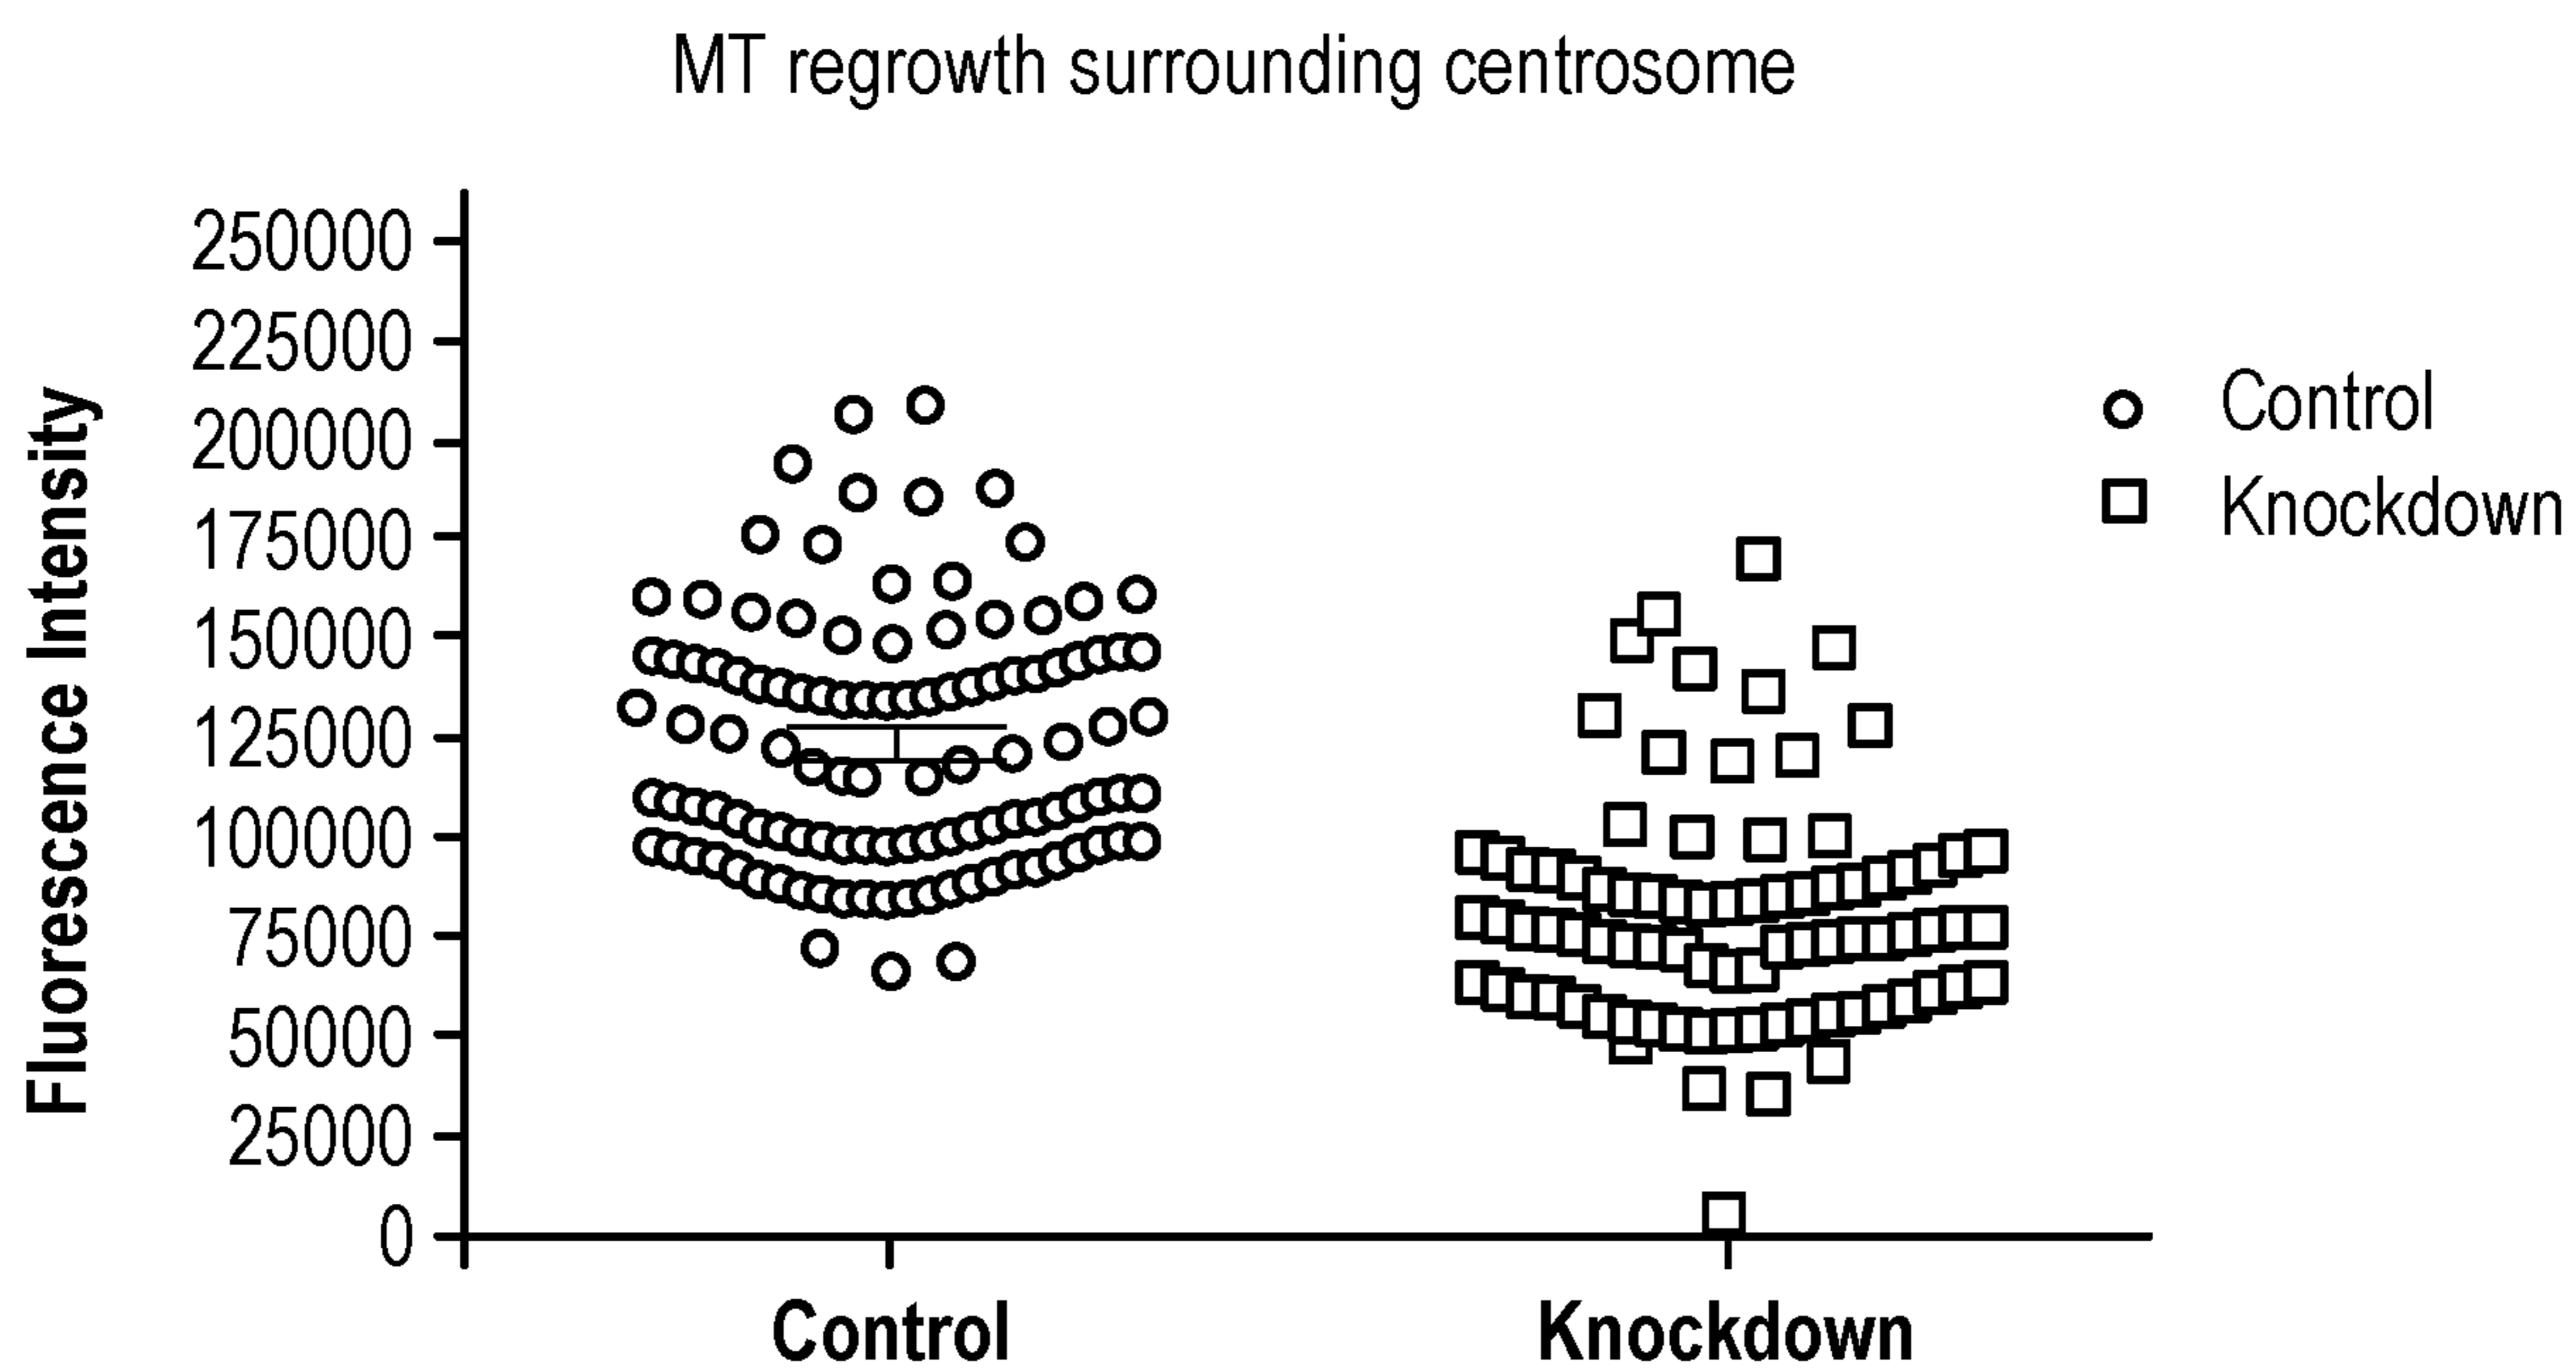 MT regrowth surrounding centrosome
Fluorescence Intensity
250000
225000
200000
175000
150000
125000
100000
75000
50000
25000
0
Control
Knockdown
Control
Knockdown